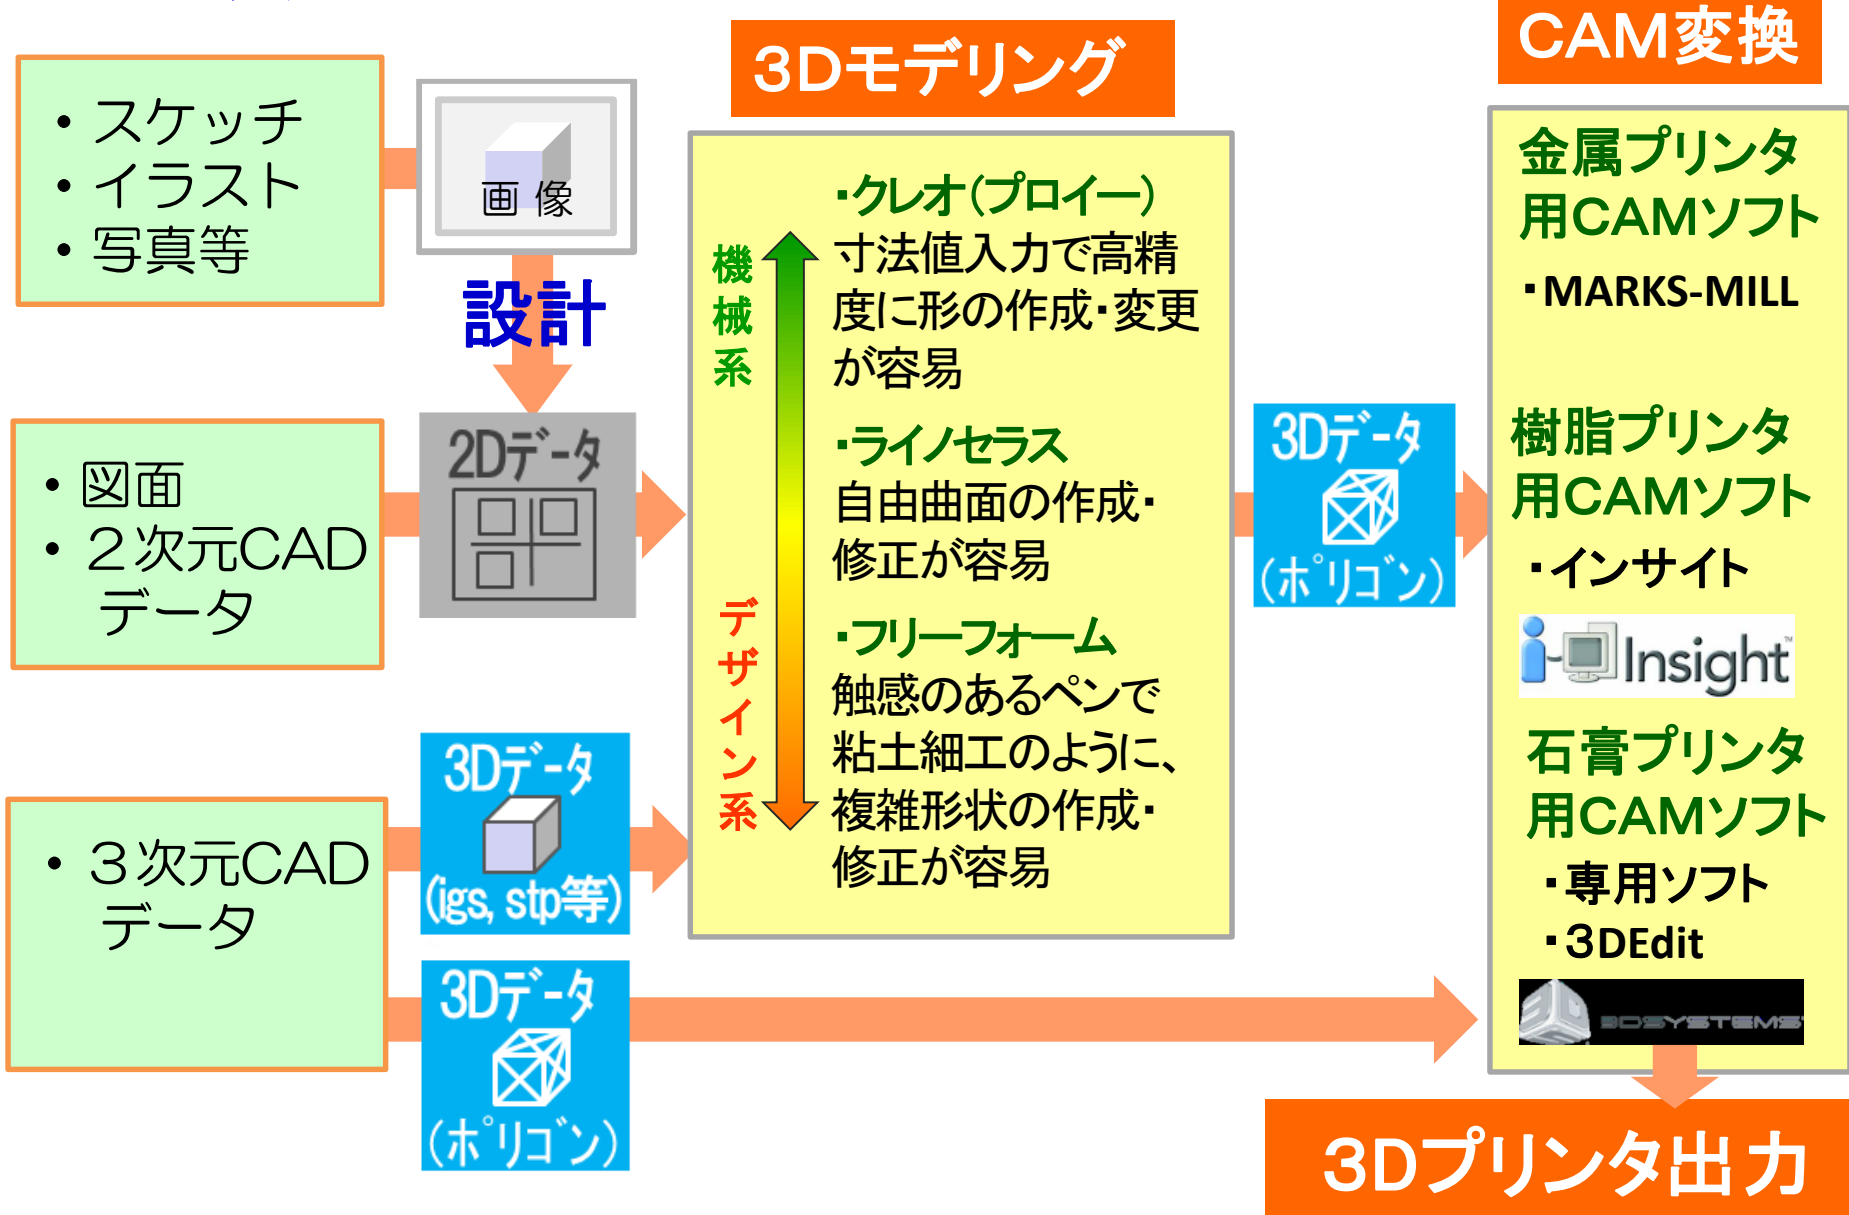 3Dモデリング
CAM変換
・スケッチ
・イラスト
・写真等
画像
設計
・図面
・２次元CAD
データ
2Dデータ
・３次元CAD
データ
3Dデータ
(igs, stp等)
3Dデータ
(ポリゴン)
機械系
デザイン系
・クレオ(プロイー)
寸法値入力で高精
度に形の作成・変更
が容易
・ライノセラス
自由曲面の作成・
修正が容易
・フリーフォーム
触感のあるペンで
粘土細工のように、
複雑形状の作成・
修正が容易
3Dデータ
(ポリゴン)
金属プリンタ
用CAMソフト
・MARKS-MILL
樹脂プリンタ
用CAMソフト
・インサイト
Insight™
石膏プリンタ
用CAMソフト
・専用ソフト
・３DEdit
3DSYSTEMS
3Dプリンタ出力